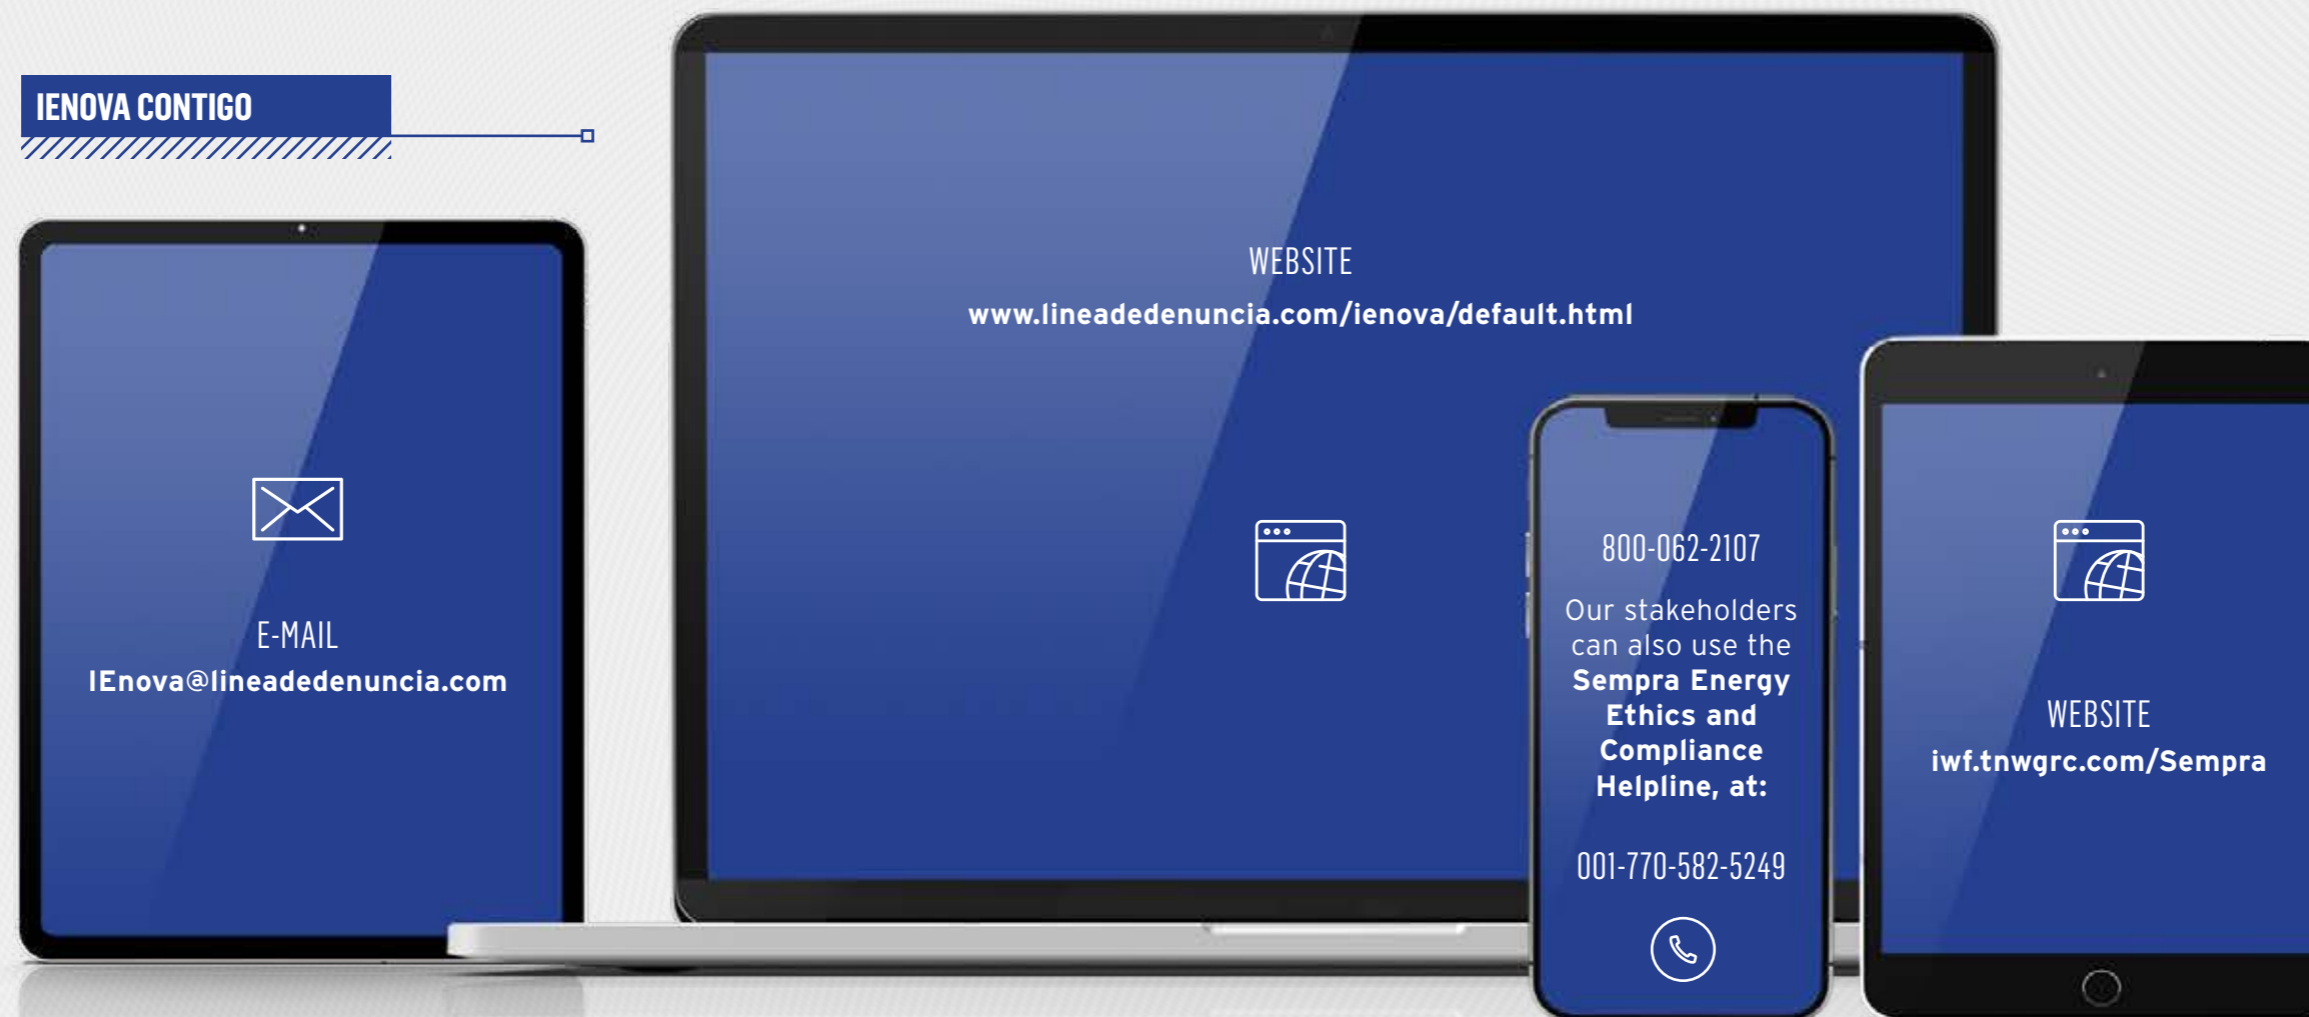 IENOVA CONTIGO
E-MAIL
IEnova@lineadedenuncia.com
WEBSITE
www.lineadedenuncia.com/ienova/default.html
800-062-2107
Our stakeholders
can also use the
Sempra Energy
Ethics and
Compliance
Helpline, at:
001-770-582-5249
WEBSITE
iwf.tnwgrc.com/Sempra